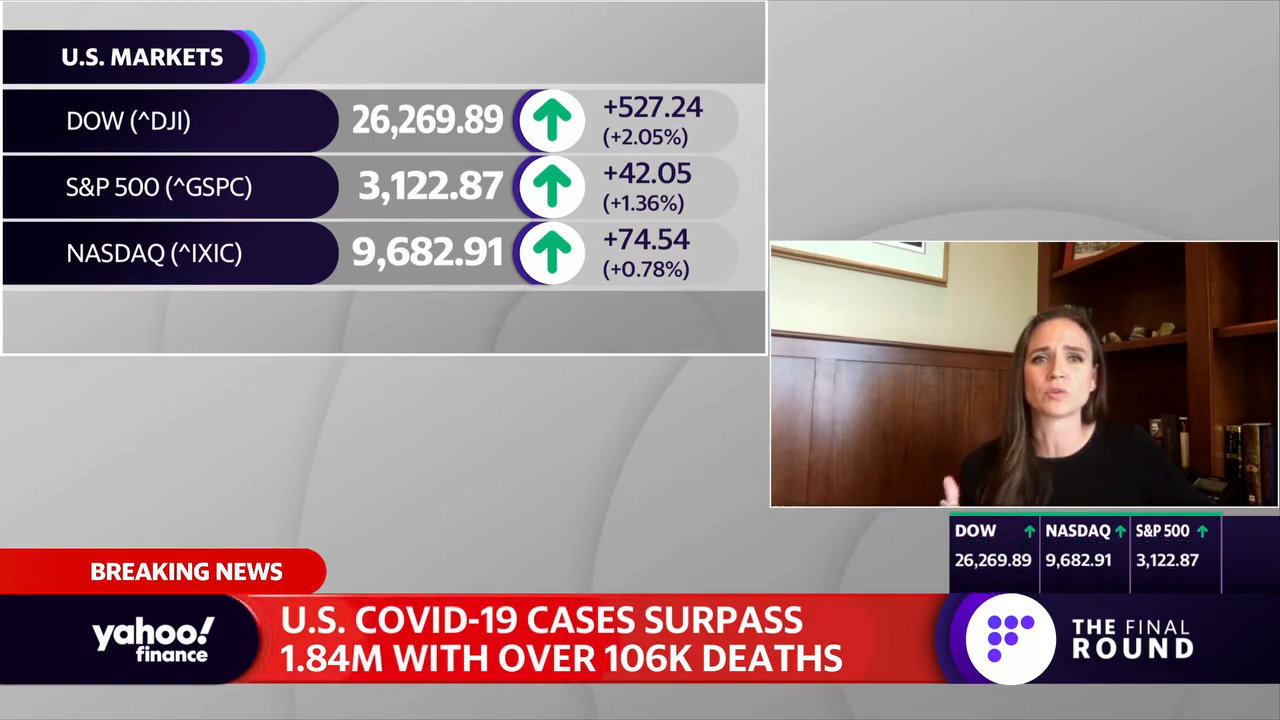 U.S. MARKETS
DOW (^DJI) 26,269.89 +527.24
(+2.05%)
S&P 500 (^GSPC) 3,122.87 +42.05
(+1.36%)
NASDAQ (^IXIC) 9,682.91 +74.54
(+0.78%)
DOW NASDAQ S&P 500
26,269.89 9,682.91 3,122.87
BREAKING NEWS
yahoo!
finance
U.S. COVID-19 CASES SURPASS
1.84M WITH OVER 106K DEATHS
THE FINAL
ROUND